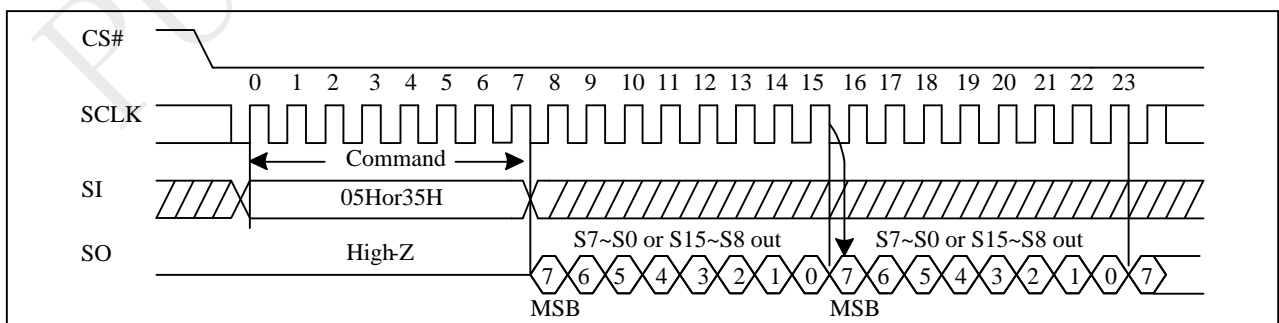 CS#
0 1 2 3 4 5 6 7 8 9 10 11 12 13 14 15 16 17 18 19 20 21 22 23
SCLK
Command
SI
05Hor35H
S7~S0 or S15~S8 out S7~S0 or S15~S8 out
SO
High-Z
7 6 5 4 3 2 1 0 7 6 5 4 3 2 1 0 7
MSB MSB